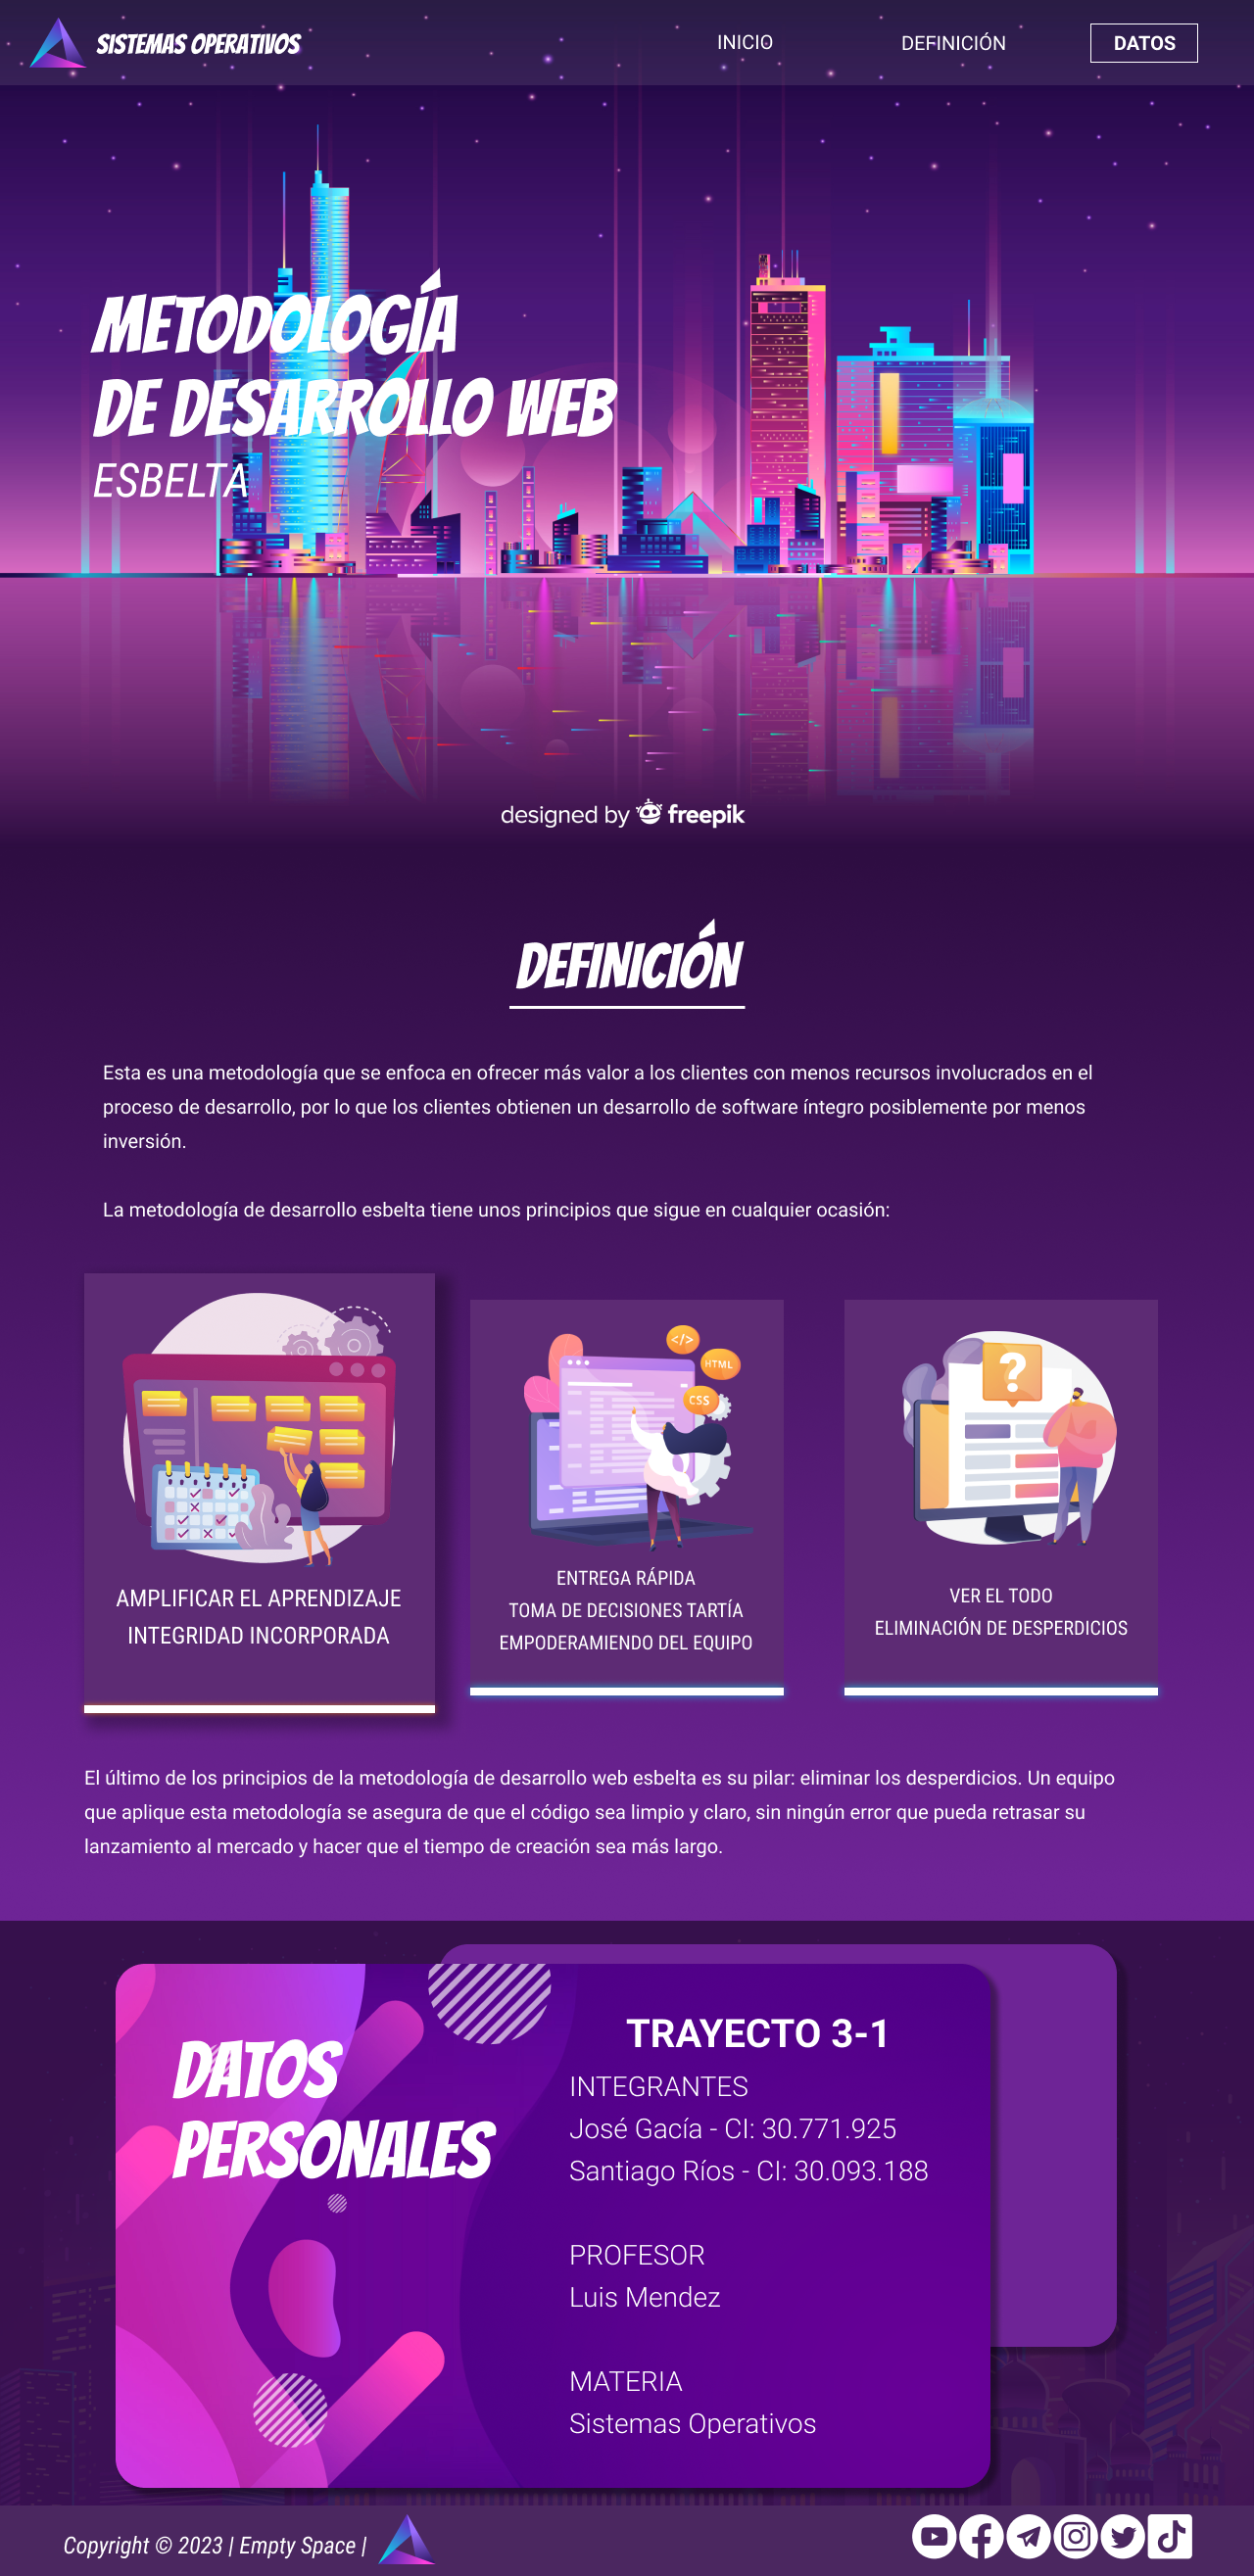 SISTEMAS OPERATIVOS
INICIO
DEFINICIÓN
DATOS
METODOLOGÍA
DE DESARROLLO WEB
ESBELTA
designed by freepik
DEFINICIÓN
Esta es una metodología que se enfoca en ofrecer más valor a los clientes con menos recursos involucrados en el
proceso de desarrollo, por lo que los clientes obtienen un desarrollo de software íntegro posiblemente por menos
inversión.
La metodología de desarrollo esbelta tiene unos principios que sigue en cualquier ocasión:
AMPLIFICAR EL APRENDIZAJE
INTEGRIDAD INCORPORADA
</>
HTML
CSS
ENTREGA RÁPIDA
TOMA DE DECISIONES TARTÍA
EMPODERAMIENDO DEL EQUIPO
?
VER EL TODO
ELIMINACIÓN DE DESPERDICIOS
El último de los principios de la metodología de desarrollo web esbelta es su pilar: eliminar los desperdicios. Un equipo
que aplique esta metodología se asegura de que el código sea limpio y claro, sin ningún error que pueda retrasar su
lanzamiento al mercado y hacer que el tiempo de creación sea más largo.
DATOS
PERSONALES
TRAYECTO 3-1
INTEGRANTES
José Gacía - CI: 30.771.925
Santiago Ríos - CI: 30.093.188
PROFESOR
Luis Mendez
MATERIA
Sistemas Operativos
Copyright © 2023 | Empty Space |